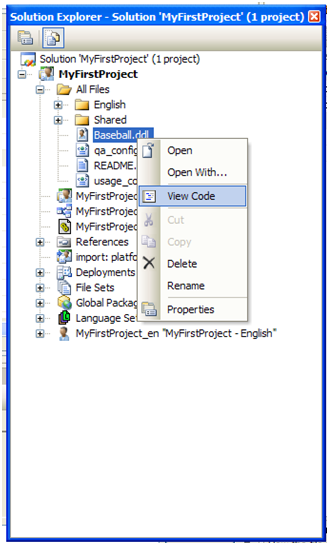 Solution Explorer - Solution 'MyFirstProject' (1 project)
Solution 'MyFirstProject' (1 project)
MyFirstProject
All Files
English
Shared
Baseball.ddl
qa_config
README.
usage_co
MyFirstProjec
MyFirstProjec
MyFirstProjec
References
import: platfo
Deployments
File Sets
Global Packag
Language Set
MyFirstProject_en "MyFirstProject - English"
Open
Open With...
View Code
Cut
Copy
Delete
Rename
Properties